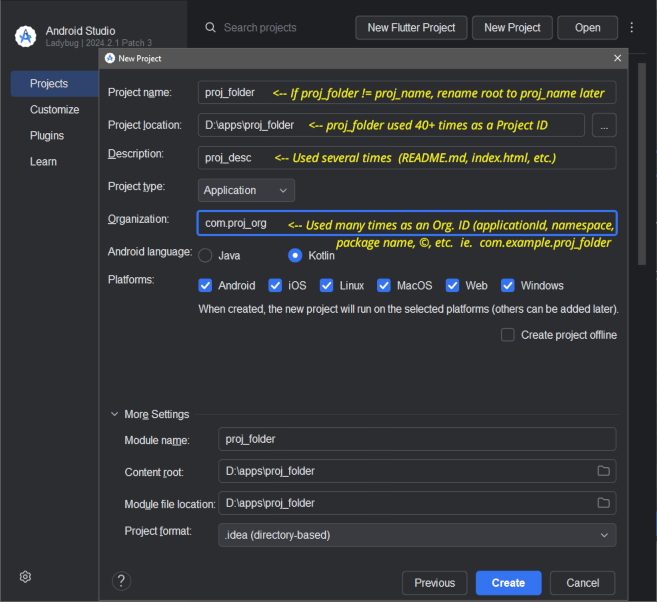 Android Studio
Ladybug | 2024.2.1 Patch 3
Search projects
New Flutter Project
New Project
Open
New Project
Projects
Customize
Plugins
Learn
Project name: proj_folder <-- If proj_folder != proj_name, rename root to proj_name later
Project location: D:\apps\proj_folder <-- proj_folder used 40+ times as a Project ID ...
Description: proj_desc <-- Used several times (README.md, index.html, etc.)
Project type: Application
Organization: com.proj_org <-- Used many times as an Org. ID (applicationId, namespace,
package name, ©, etc. ie. com.example.proj_folder
Android language: Java Kotlin
Platforms: Android iOS Linux MacOS Web Windows
When created, the new project will run on the selected platforms (others can be added later).
Create project offline
More Settings
Module name: proj_folder
Content root: D:\apps\proj_folder
Module file location: D:\apps\proj_folder
Project format: .idea (directory-based)
?
Previous
Create
Cancel